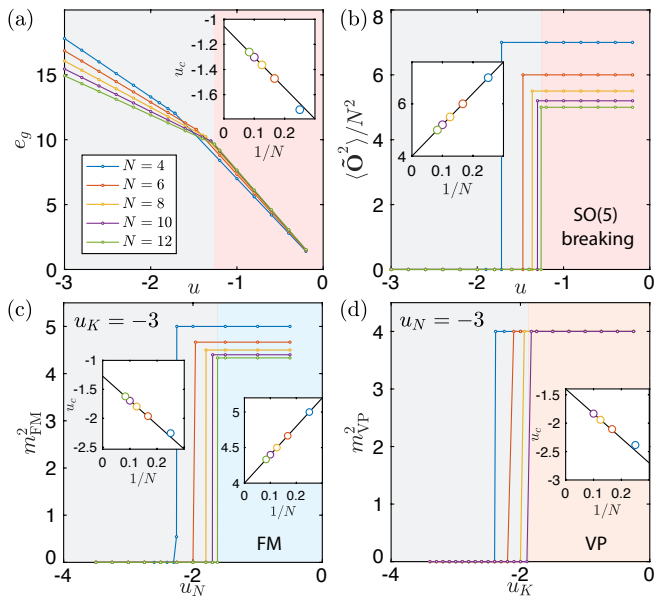 (a)
15
10
5
0
e_g
-3
-2
-1
0
u
N = 4
N = 6
N = 8
N = 10
N = 12
-1
-1.2
-1.4
-1.6
u_c
0
0.2
1/N
(b)
8
6
4
2
0
⟨Õ²⟩/N²
-3
-2
-1
0
u
SO(5)
breaking
6
4
0
0.1
0.2
1/N
(c)
u_K = −3
5
4
3
2
1
0
m²_FM
-4
-2
0
u_N
FM
-1
-1.5
-2
-2.5
u_c
0
0.1
0.2
1/N
5
4.5
4
0
0.1
0.2
1/N
(d)
u_N = −3
5
4
3
2
1
0
m²_VP
-4
-2
0
u_K
VP
-1.5
-2
-2.5
-3
u_c
0
0.1
0.2
1/N